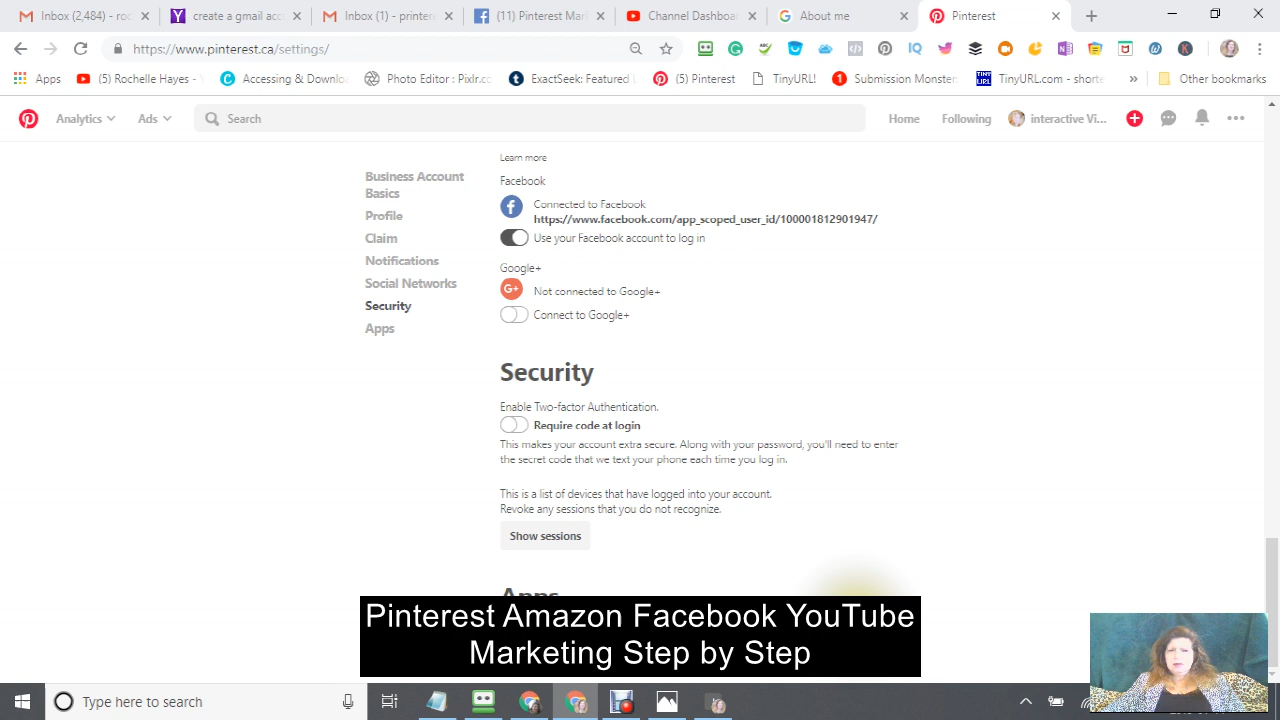 Inbox (2,484) - roc
create a gmail acc
Inbox (1) - printer
(11) Pinterest Mar
Channel Dashboar
About me
Pinterest
https://www.pinterest.ca/settings/
Apps
(5) Rochelle Hayes -
Accessing & Downlo
Photo Editor : Pixlr.co
ExactSeek: Featured
(5) Pinterest
TinyURL!
Submission Monster
TinyURL.com - shorte
»
Other bookmarks
Analytics
Ads
Search
Home
Following
interactive Vi...
Learn more
Business Account
Basics
Profile
Claim
Notifications
Social Networks
Security
Apps
Facebook
Connected to Facebook
https://www.facebook.com/app_scoped_user_id/100001812901947/
Use your Facebook account to log in
Google+
Not connected to Google+
Connect to Google+
Security
Enable Two-factor Authentication.
Require code at login
This makes your account extra secure. Along with your password, you'll need to enter
the secret code that we text your phone each time you log in.
This is a list of devices that have logged into your account.
Revoke any sessions that you do not recognize.
Show sessions
Apps
Pinterest Amazon Facebook YouTube
Marketing Step by Step
Type here to search